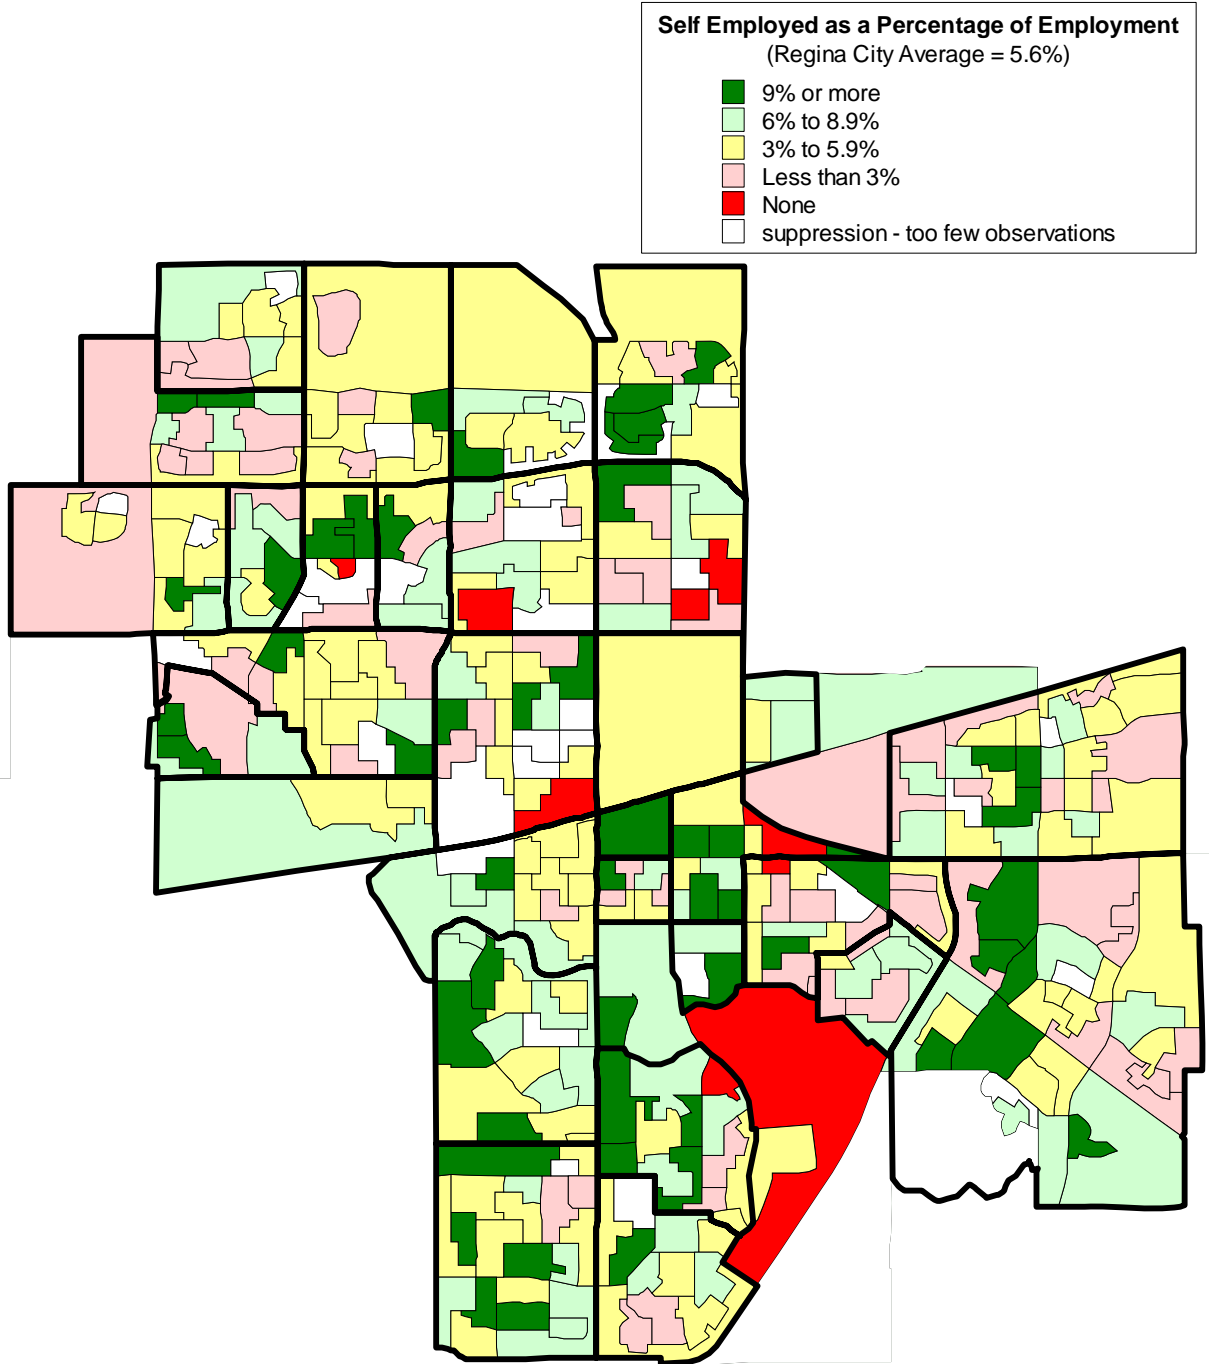 Self Employed as a Percentage of Employment
(Regina City Average = 5.6%)
9% or more
6% to 8.9%
3% to 5.9%
Less than 3%
None
suppression - too few observations